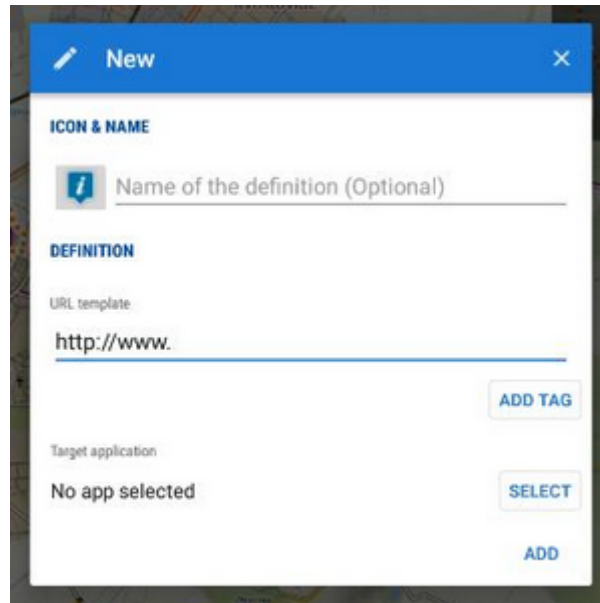 New
ICON & NAME
Name of the definition (Optional)
DEFINITION
URL template
http://www.
ADD TAG
Target application
No app selected
SELECT
ADD